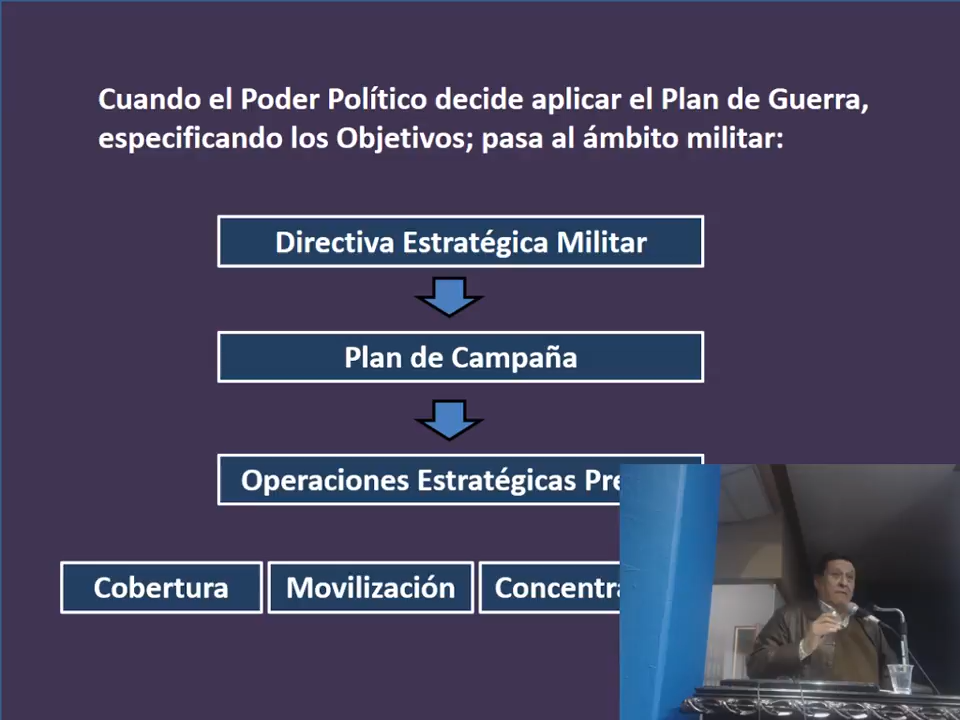 Cuando el Poder Político decide aplicar el Plan de Guerra,
especificando los Objetivos; pasa al ámbito militar:
Directiva Estratégica Militar
Plan de Campaña
Operaciones Estratégicas
Cobertura Movilización